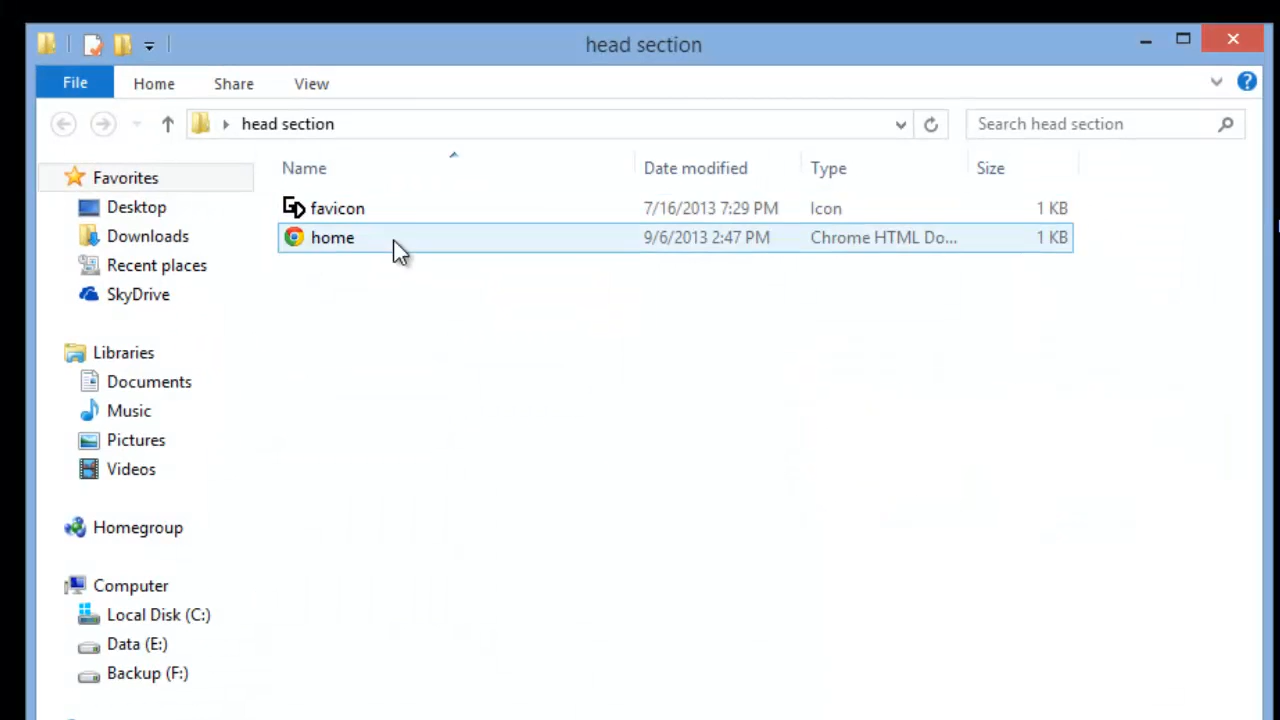 head section
File Home Share View
head section Search head section
Name Date modified Type Size
Favorites
Desktop favicon 7/16/2013 7:29 PM Icon 1 KB
Downloads home 9/6/2013 2:47 PM Chrome HTML Do... 1 KB
Recent places
SkyDrive
Libraries
Documents
Music
Pictures
Videos
Homegroup
Computer
Local Disk (C:)
Data (E:)
Backup (F:)